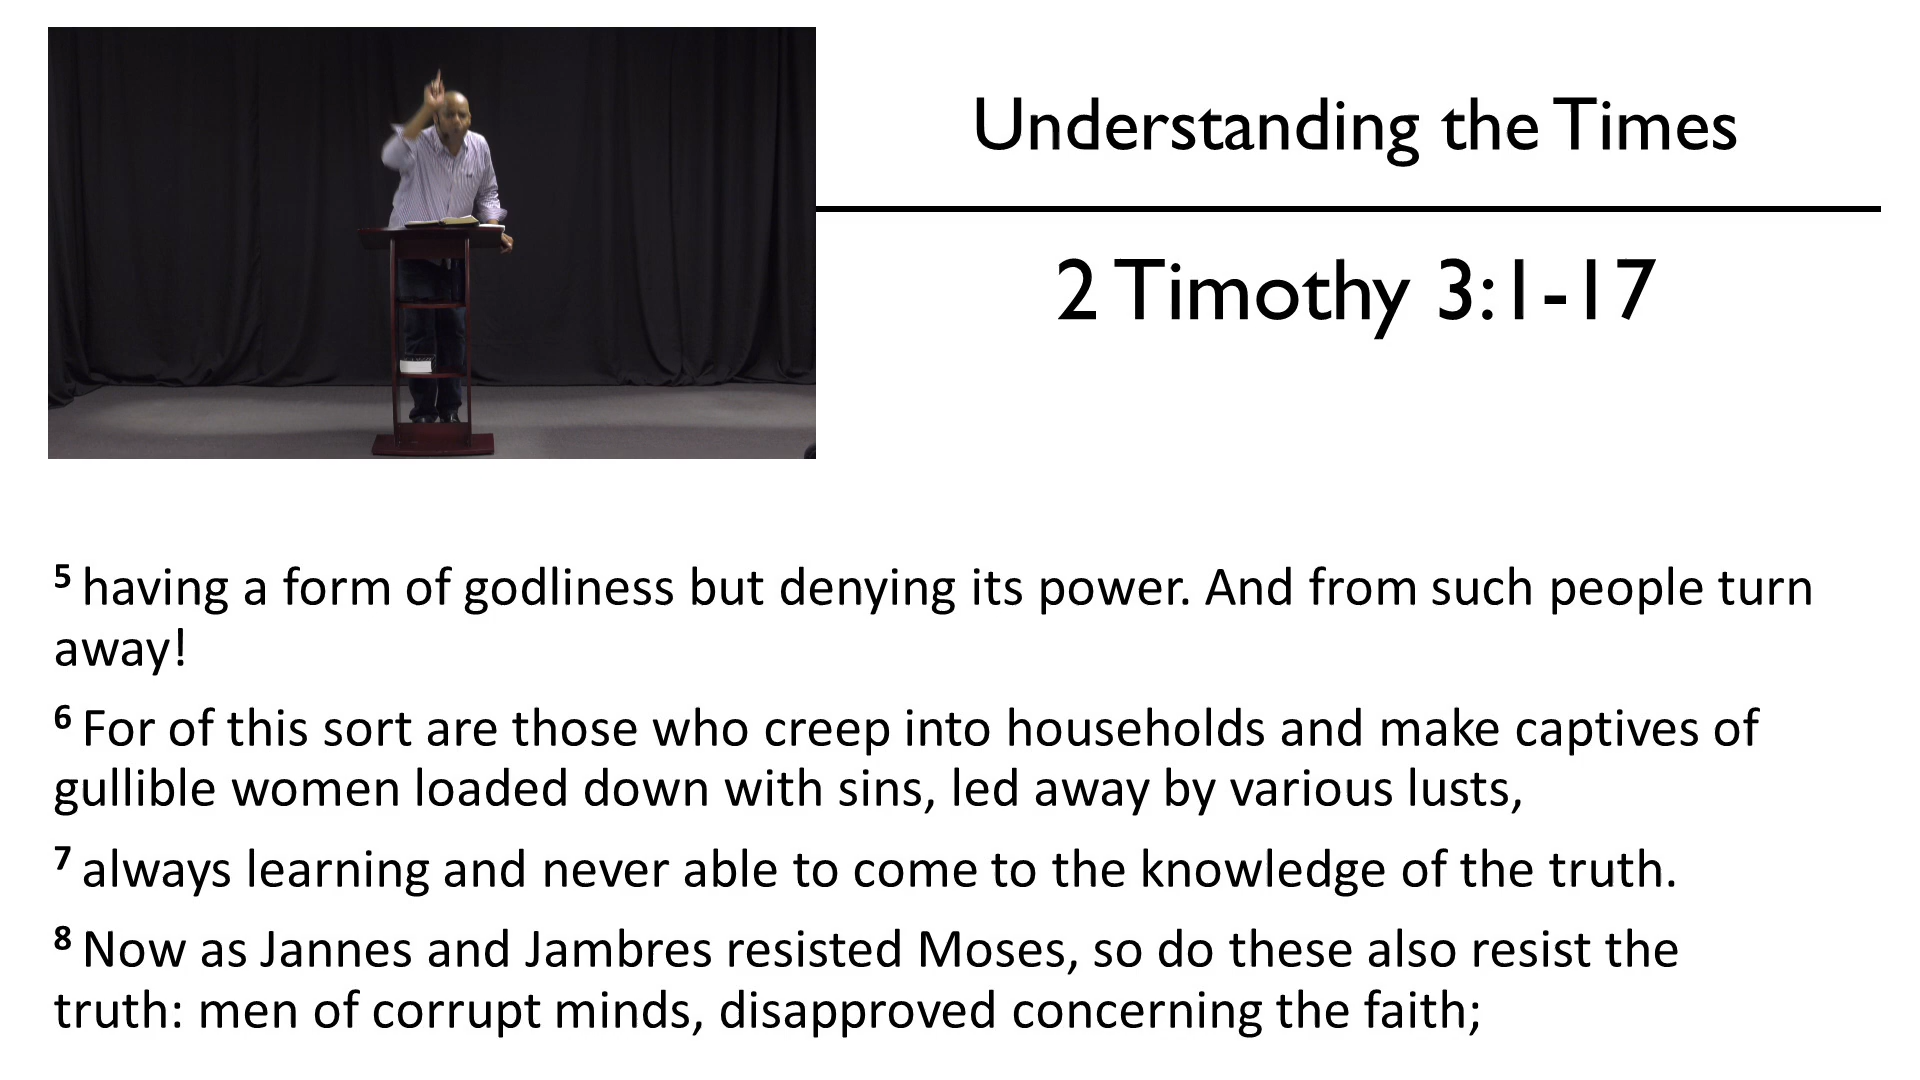 Understanding the Times
2 Timothy 3:1-17
5 having a form of godliness but denying its power. And from such people turn
away!
6 For of this sort are those who creep into households and make captives of
gullible women loaded down with sins, led away by various lusts,
7 always learning and never able to come to the knowledge of the truth.
8 Now as Jannes and Jambres resisted Moses, so do these also resist the
truth: men of corrupt minds, disapproved concerning the faith;